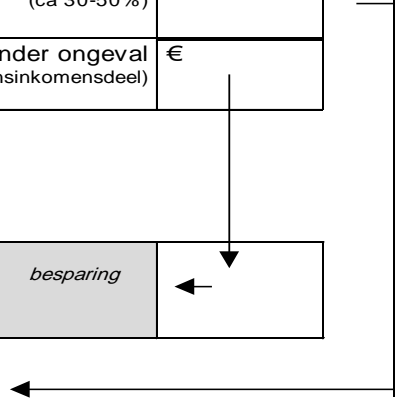 (ca 30-50%)
nder ongeval €
nsinkomensdeel)
besparing